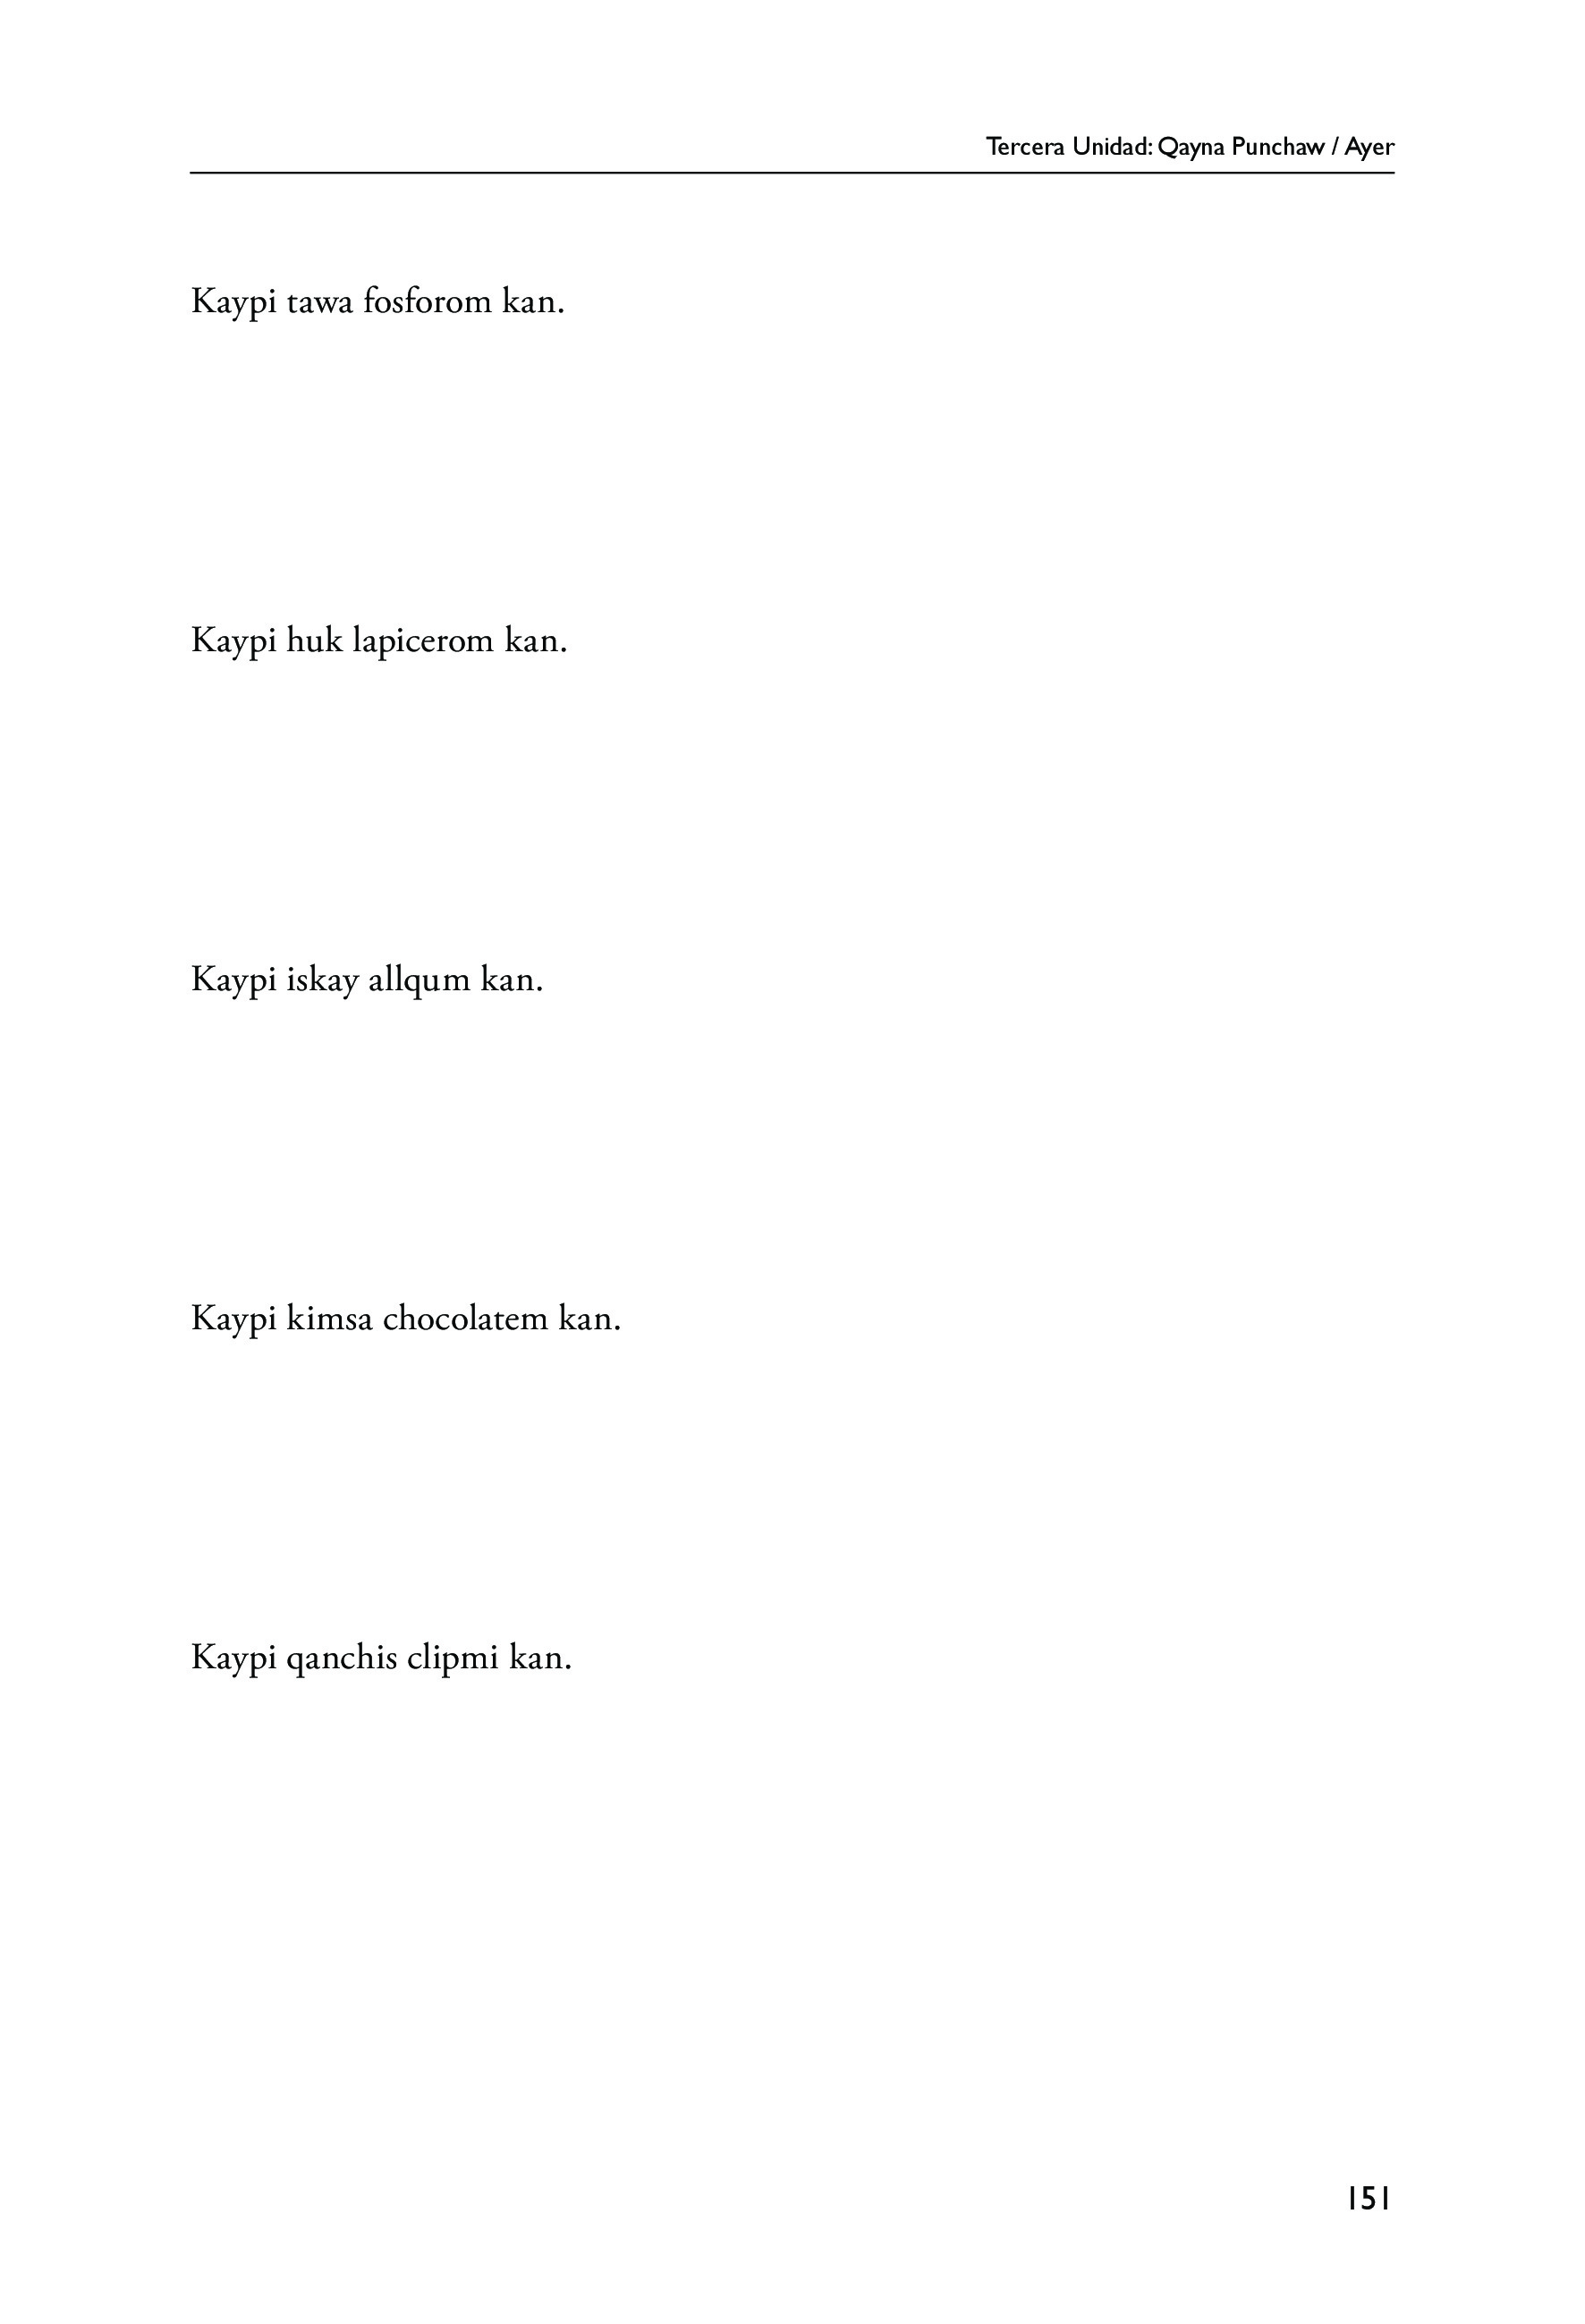 Tercera Unidad: Qayna Punchaw / Ayer
Kaypi tawa fosforom kan.
Kaypi huk lapicerom kan.
Kaypi iskay allqum kan.
Kaypi kimsa chocolatem kan.
Kaypi qanchis clipmi kan.
151